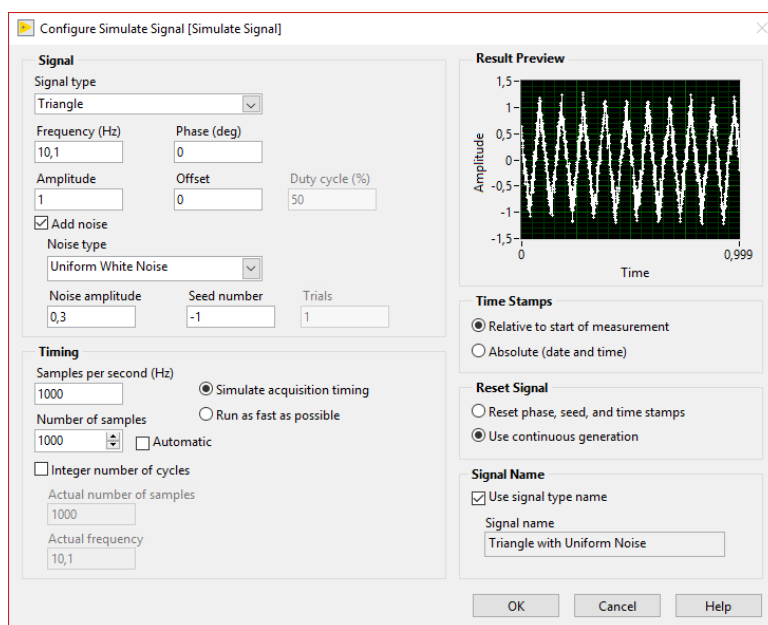 Configure Simulate Signal [Simulate Signal]
Signal
Signal type
Triangle
Frequency (Hz) Phase (deg)
10,1 0
Amplitude Offset Duty cycle (%)
1 0 50
Add noise
Noise type
Uniform White Noise
Noise amplitude Seed number Trials
0,3 -1 1
Timing
Samples per second (Hz)
1000
Simulate acquisition timing
Run as fast as possible
Number of samples
1000 Automatic
Integer number of cycles
Actual number of samples
1000
Actual frequency
10,1
Result Preview
1,5
1
0,5
0
-0,5
-1
-1,5
Amplitude
0 0,999
Time
Time Stamps
Relative to start of measurement
Absolute (date and time)
Reset Signal
Reset phase, seed, and time stamps
Use continuous generation
Signal Name
Use signal type name
Signal name
Triangle with Uniform Noise
OK Cancel Help